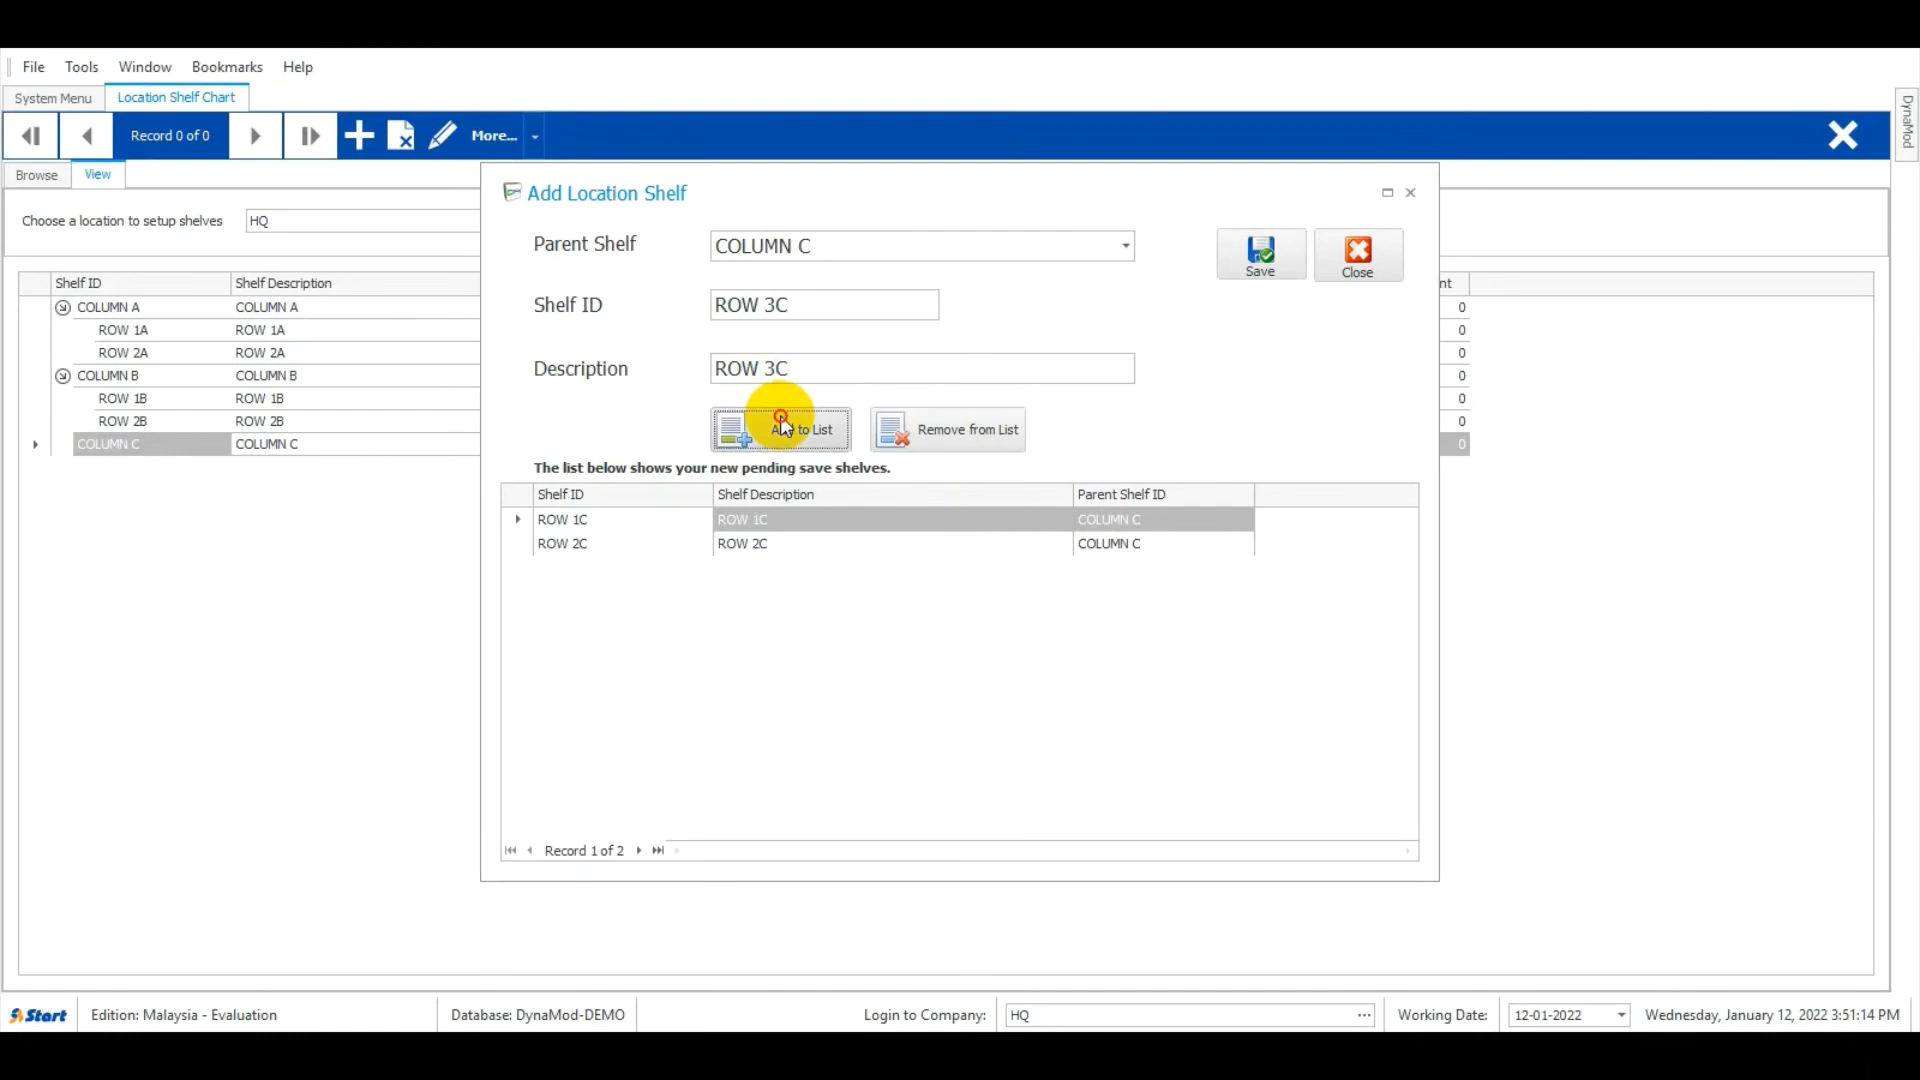 File Tools Window Bookmarks Help
System Menu Location Shelf Chart
DynaMod
Record 0 of 0 More...
Browse View
Choose a location to setup shelves HQ
Shelf ID Shelf Description nt
COLUMN A COLUMN A 0
ROW 1A ROW 1A 0
ROW 2A ROW 2A 0
COLUMN B COLUMN B 0
ROW 1B ROW 1B 0
ROW 2B ROW 2B 0
COLUMN C COLUMN C 0
Add Location Shelf
Parent Shelf COLUMN C
Save Close
Shelf ID ROW 3C
Description ROW 3C
Add to List Remove from List
The list below shows your new pending save shelves.
Shelf ID Shelf Description Parent Shelf ID
ROW 1C ROW 1C COLUMN C
ROW 2C ROW 2C COLUMN C
Record 1 of 2
Start Edition: Malaysia - Evaluation Database: DynaMod-DEMO Login to Company: HQ ... Working Date: 12-01-2022 Wednesday, January 12, 2022 3:51:14 PM